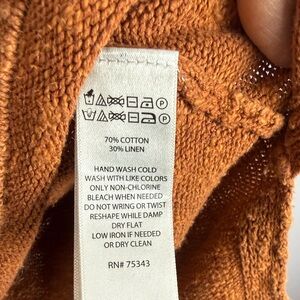 70% COTTON
30% LINEN
HAND WASH COLD
WASH WITH LIKE COLORS
ONLY NON-CHLORINE
BLEACH WHEN NEEDED
DO NOT WRING OR TWIST
RESHAPE WHILE DAMP
DRY FLAT
LOW IRON IF NEEDED
OR DRY CLEAN
RN# 75343